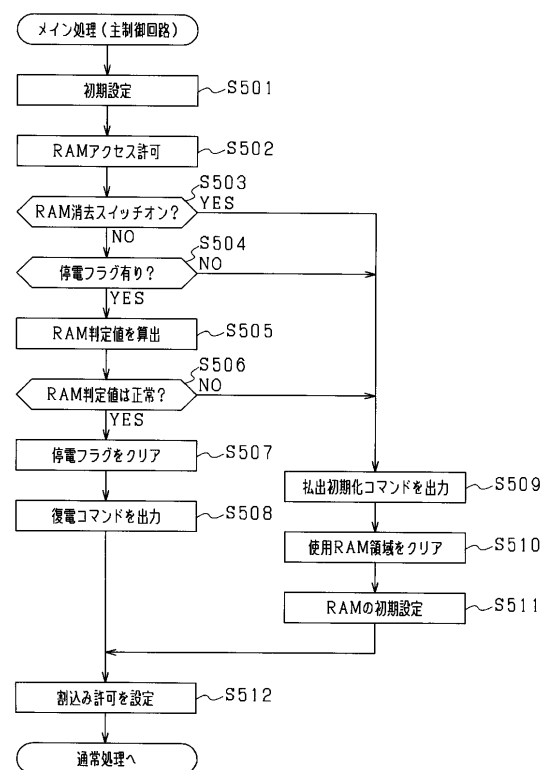 メイン処理(主制御回路)
初期設定
S501
RAMアクセス許可
S502
S503
RAM消去スイッチオン?
YES
NO
S504
停電フラグ有り?
NO
YES
RAM判定値を算出
S505
S506
RAM判定値は正常?
NO
YES
停電フラグをクリア
S507
払出初期化コマンドを出力
S509
復電コマンドを出力
S508
使用RAM領域をクリア
S510
RAMの初期設定
S511
割込み許可を設定
S512
通常処理へ